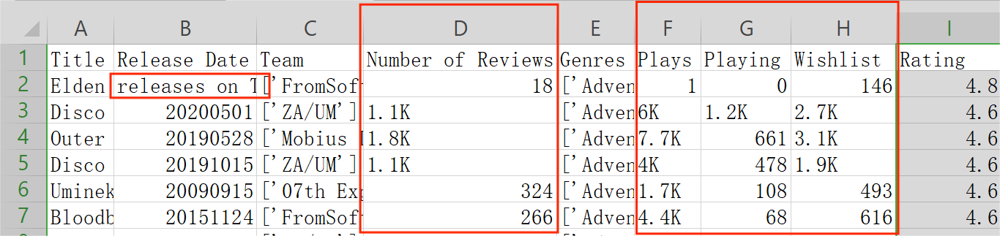 A B C D E F G H I
1 Title Release Date Team Number of Reviews Genres Plays Playing Wishlist Rating
2 Elden releases on T ['FromSof 18 ['Adven 1 0 146 4.8
3 Disco 20200501 ['ZA/UM'] 1.1K ['Adven 6K 1.2K 2.7K 4.6
4 Outer 20190528 ['Mobius 1.8K ['Adven 7.7K 661 3.1K 4.6
5 Disco 20191015 ['ZA/UM'] 1.1K ['Adven 4K 478 1.9K 4.6
6 Uminek 20090915 ['07th Exp 324 ['Adven 1.7K 108 493 4.6
7 Bloodb 20151124 ['FromSof 266 ['Adven 4.4K 68 616 4.6